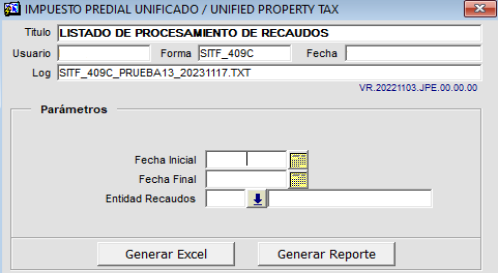 IMPUESTO PREDIAL UNIFICADO / UNIFIED PROPERTY TAX
Titulo LISTADO DE PROCESAMIENTO DE RECAUDOS
Usuario Forma SITF_409C Fecha
Log SITF_409C_PRUEBA13_20231117.TXT
VR.20221103.JPE.00.00.00
Parámetros
Fecha Inicial
Fecha Final
Entidad Recaudos
Generar Excel Generar Reporte